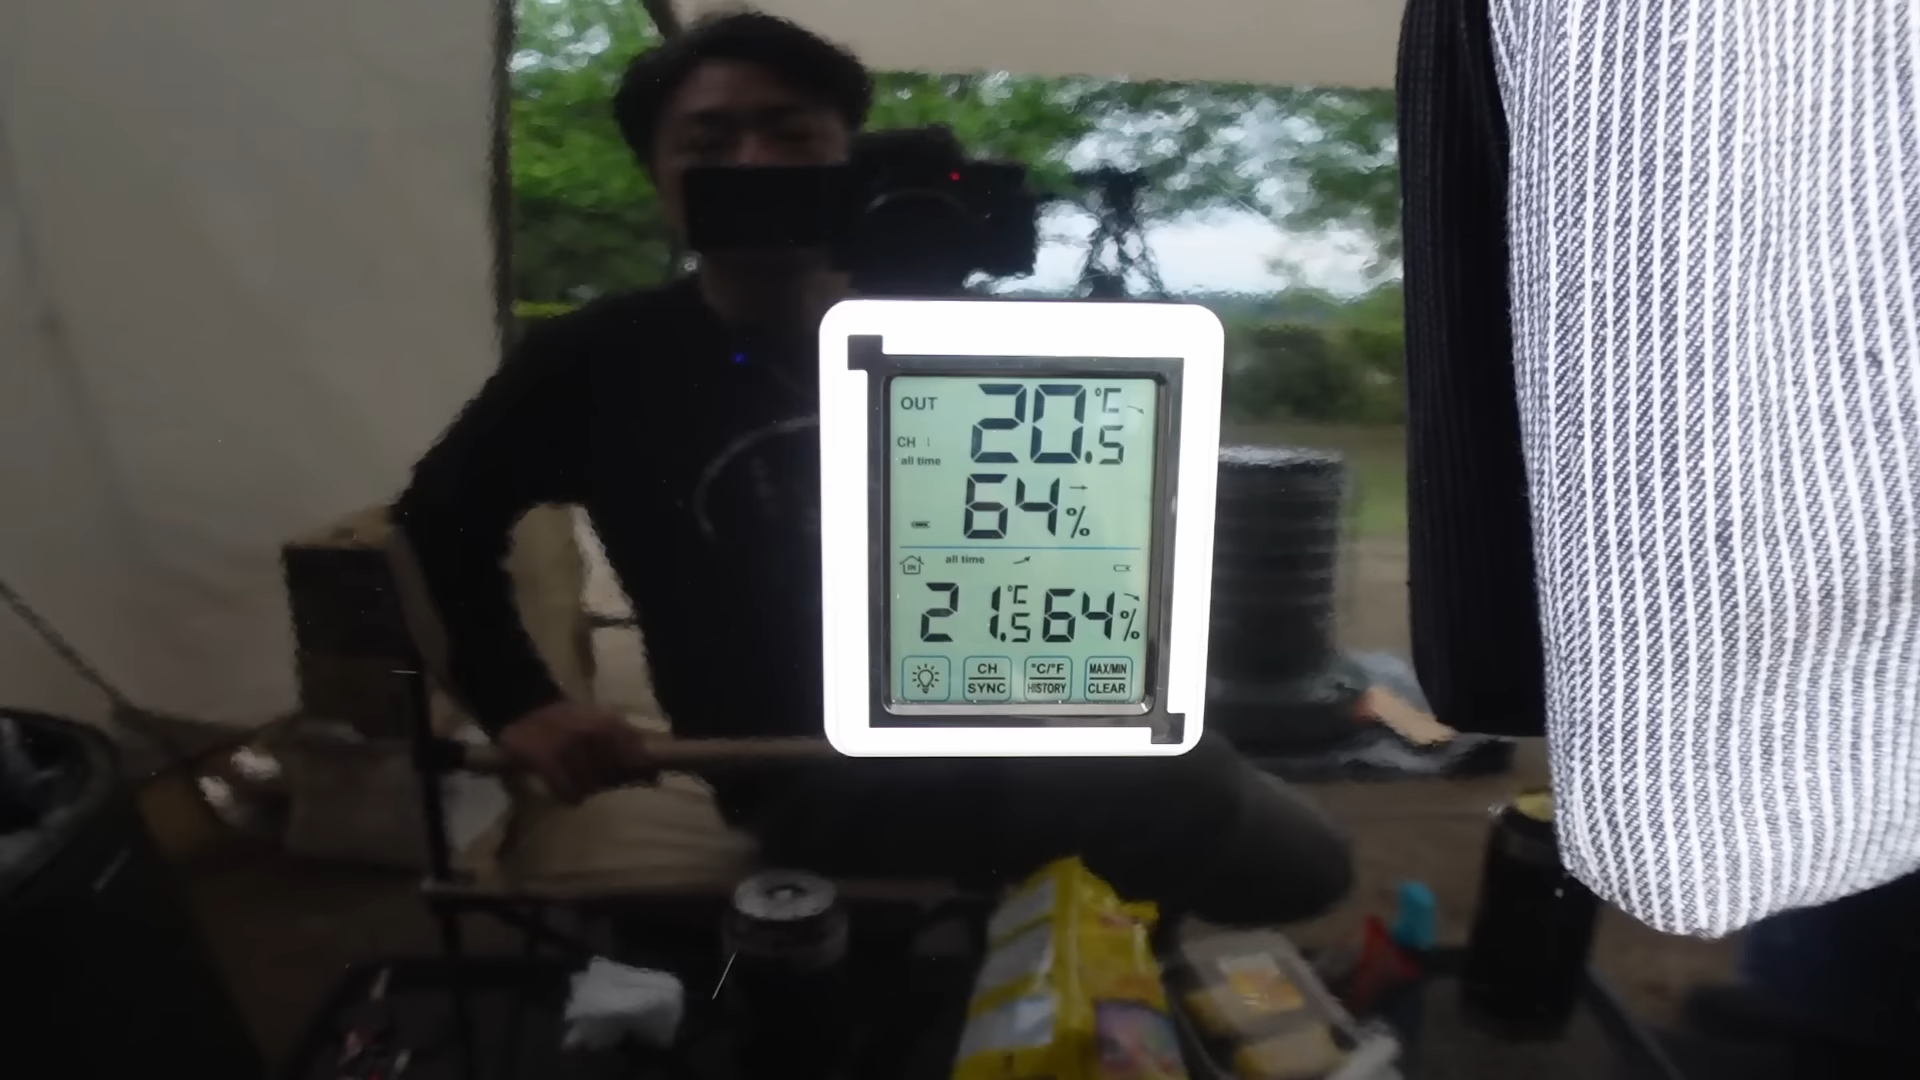 OUT 20.5 °C
CH 1
all time
64 %
all time
IN
21.5 °C 64 %
CH SYNC
°C/°F HISTORY
MAX/MIN CLEAR